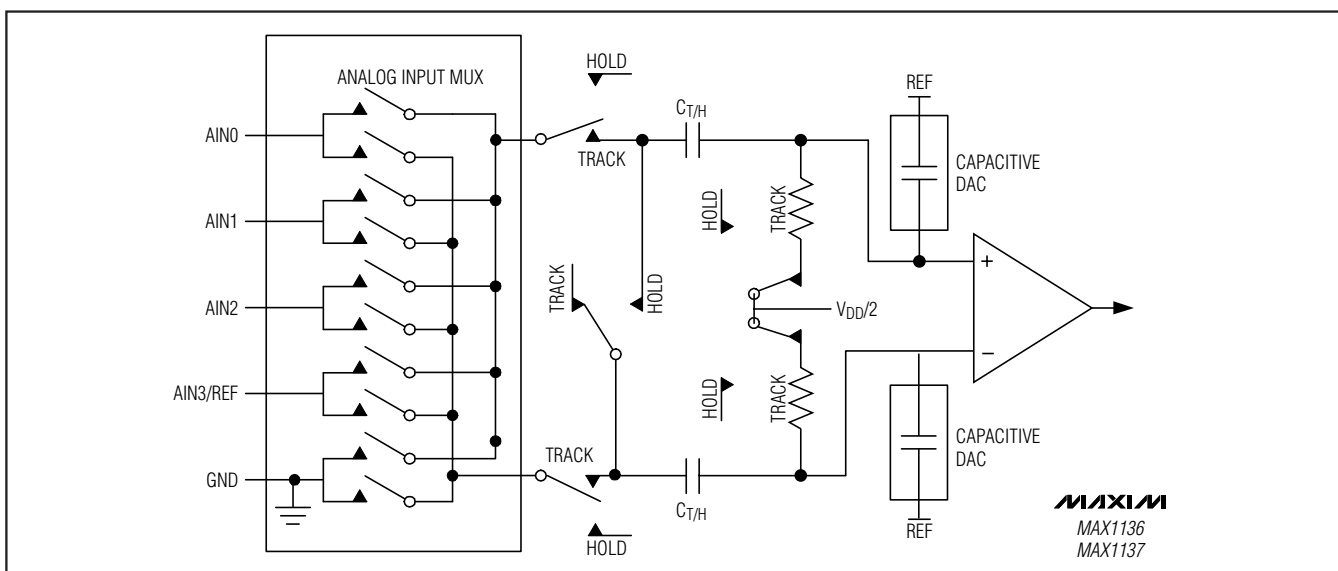 HOLD
ANALOG INPUT MUX
REF
C_T/H
AIN0
TRACK
CAPACITIVE
DAC
HOLD
TRACK
AIN1
TRACK
HOLD
AIN2
V_DD/2
+
−
AIN3/REF
HOLD
TRACK
TRACK
CAPACITIVE
DAC
GND
C_T/H
HOLD
REF
MAXIM
MAX1136
MAX1137